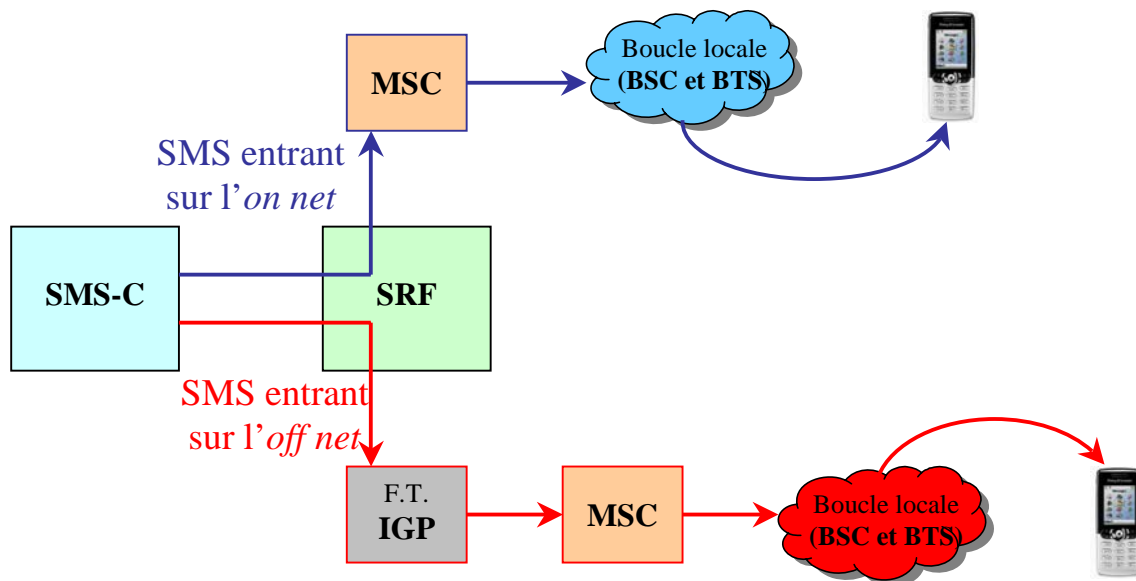 Boucle locale
(BSC et BTS)
MSC
SMS entrant
sur l’on net
SMS-C
SRF
SMS entrant
sur l’off net
F.T.
IGP
MSC
Boucle locale
(BSC et BTS)